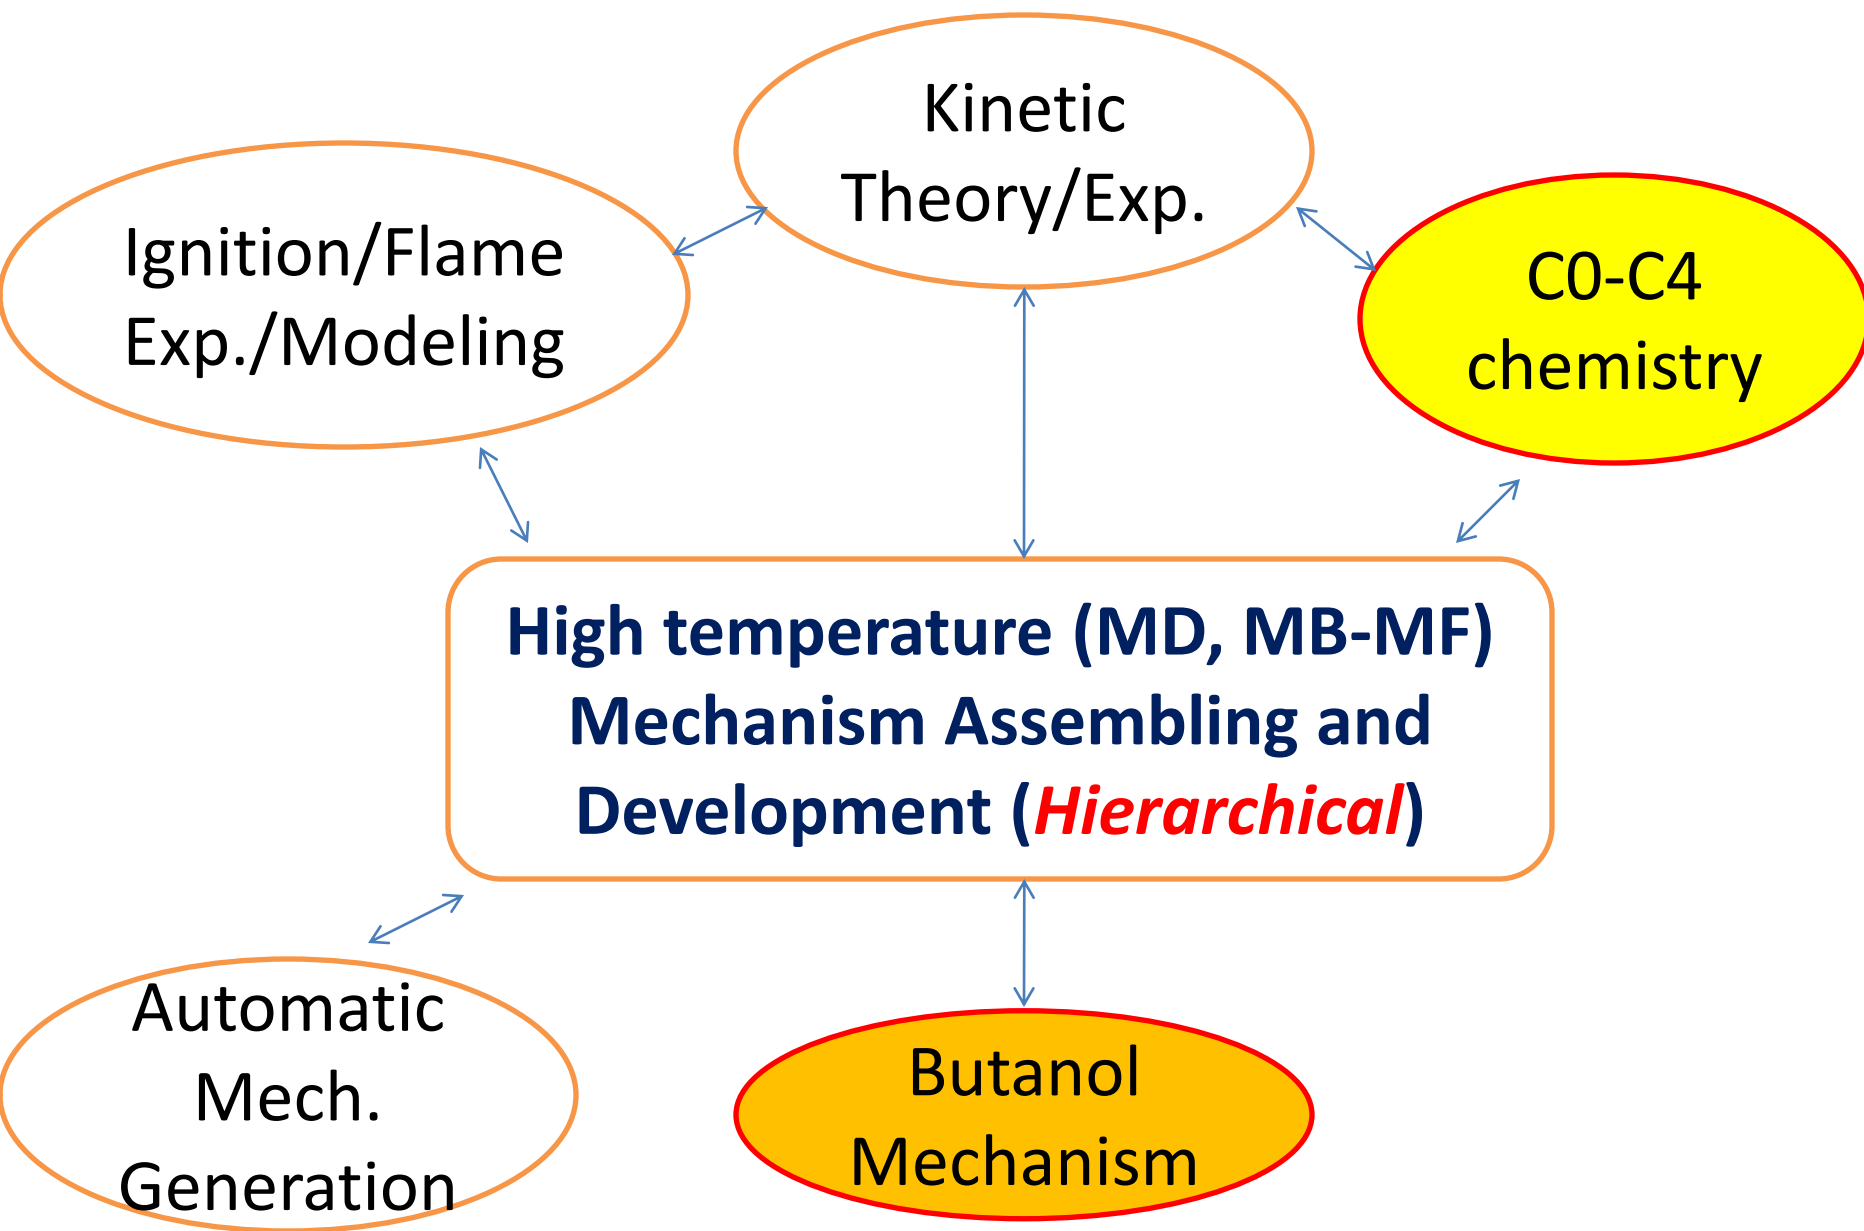 Kinetic
Theory/Exp.
Ignition/Flame
Exp./Modeling
C0-C4
chemistry
High temperature (MD, MB-MF)
Mechanism Assembling and
Development (Hierarchical)
Automatic
Mech.
Generation
Butanol
Mechanism